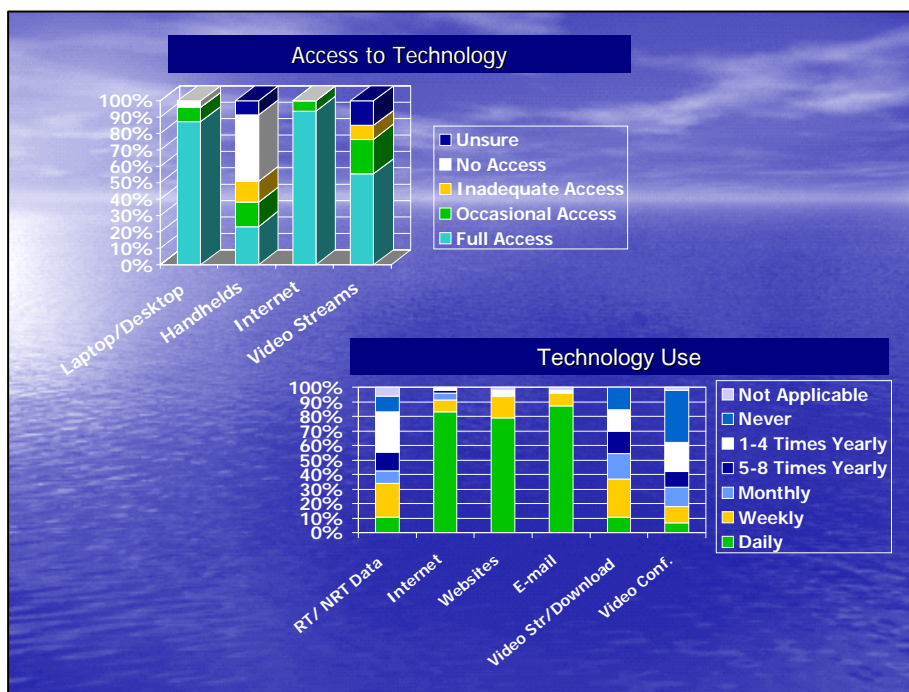 Access to Technology
100%
90%
80%
70%
60%
50%
40%
30%
20%
10%
0%
Laptop/Desktop
Handhelds
Internet
Video Streams
Unsure
No Access
Inadequate Access
Occasional Access
Full Access
Technology Use
100%
90%
80%
70%
60%
50%
40%
30%
20%
10%
0%
RT/ NRT Data
Internet
Websites
E-mail
Video Str/Download
Video Conf.
Not Applicable
Never
1-4 Times Yearly
5-8 Times Yearly
Monthly
Weekly
Daily